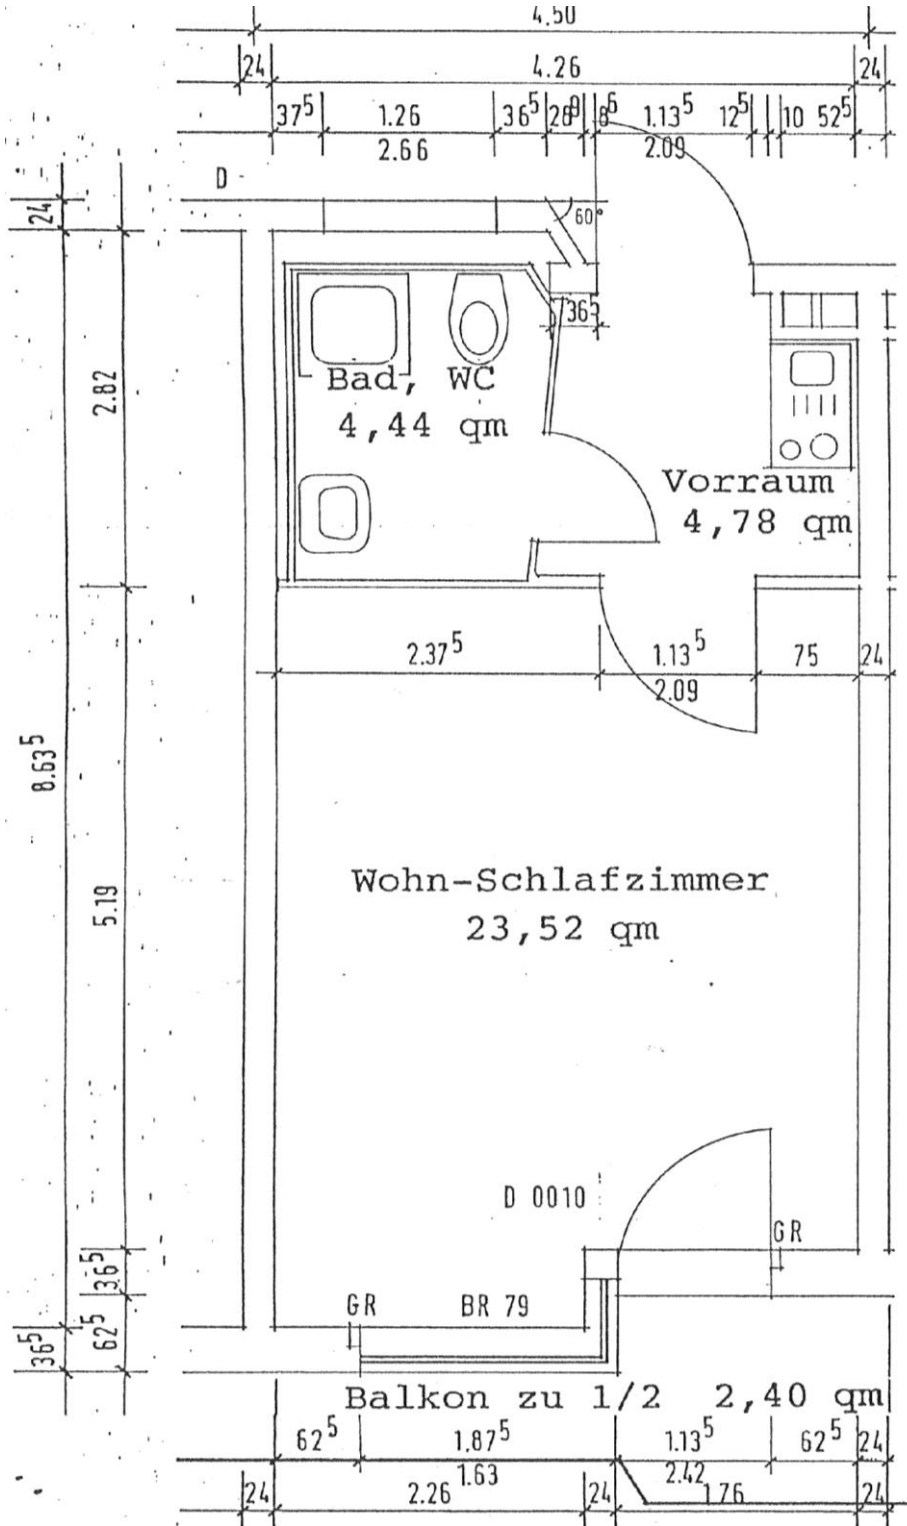 4.50
24 4.26 24
37⁵ 1.26 36⁵ 28⁹ 8⁶ 1.13⁵ 12⁵ 10 52⁵
2.66 2.09
D
24
60°
36⁵
2.82
Bad, WC
4,44 qm
Vorraum
4,78 qm
2.37⁵ 1.13⁵ 75 24
2.09
8.63⁵
5.19
Wohn-Schlafzimmer
23,52 qm
D 0010
GR
36⁵
GR BR 79
62⁵
36⁵
Balkon zu 1/2 2,40 qm
62⁵ 1.87⁵ 1.13⁵ 62⁵ 24
1.63 2.42
24 2.26 24 1.76 24